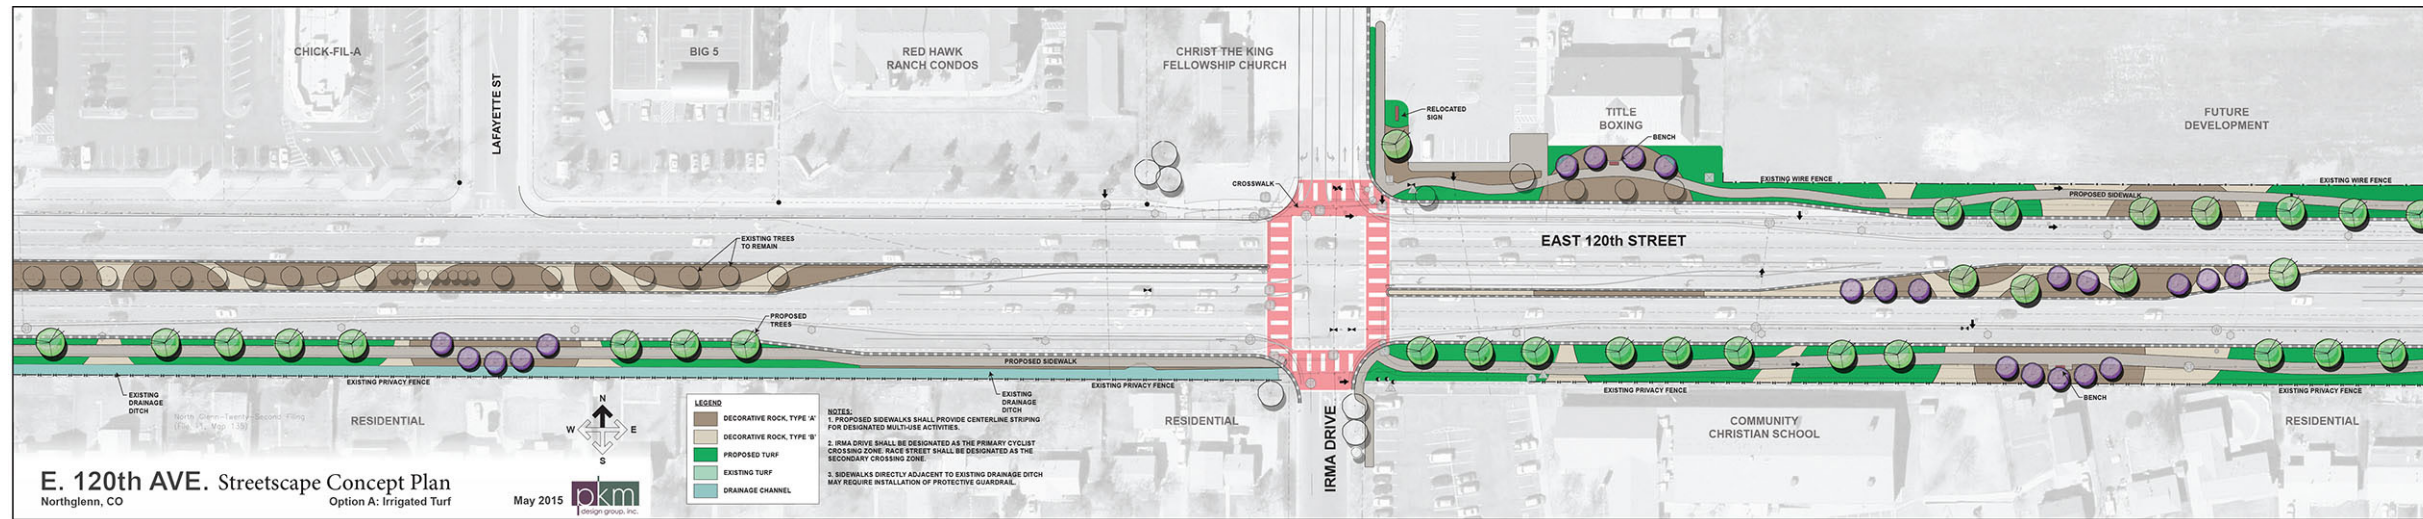 CHICK-FIL-A
LAFAYETTE ST
BIG 5
RED HAWK
RANCH CONDOS
CHRIST THE KING
FELLOWSHIP CHURCH
RELOCATED
SIGN
TITLE
BOXING
BENCH
FUTURE
DEVELOPMENT
CROSSWALK
EXISTING WIRE FENCE
PROPOSED SIDEWALK
EXISTING WIRE FENCE
EXISTING TREES
TO REMAIN
EAST 120th STREET
PROPOSED
TREES
PROPOSED SIDEWALK
EXISTING
DRAINAGE
DITCH
EXISTING PRIVACY FENCE
EXISTING
DRAINAGE
DITCH
EXISTING PRIVACY FENCE
EXISTING PRIVACY FENCE
BENCH
EXISTING PRIVACY FENCE
North Glenn-Twenty-Second Filing
RESIDENTIAL
N
W E
S
RESIDENTIAL
IRMA DRIVE
COMMUNITY
CHRISTIAN SCHOOL
RESIDENTIAL
LEGEND
DECORATIVE ROCK, TYPE 'A'
DECORATIVE ROCK, TYPE 'B'
PROPOSED TURF
EXISTING TURF
DRAINAGE CHANNEL
NOTES:
1. PROPOSED SIDEWALKS SHALL PROVIDE CENTERLINE STRIPING
FOR DESIGNATED MULTI-USE ACTIVITIES.
2. IRMA DRIVE SHALL BE DESIGNATED AS THE PRIMARY CYCLIST
CROSSING ZONE. RACE STREET SHALL BE DESIGNATED AS THE
SECONDARY CROSSING ZONE.
3. SIDEWALKS DIRECTLY ADJACENT TO EXISTING DRAINAGE DITCH
MAY REQUIRE INSTALLATION OF PROTECTIVE GUARDRAIL.
E. 120th AVE. Streetscape Concept Plan
Northglenn, CO
Option A: Irrigated Turf
May 2015
pkm
design group, inc.